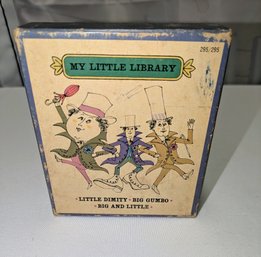 295/295
MY LITTLE LIBRARY
·LITTLE DIMITY·BIG GUMBO·
·BIG AND LITTLE·